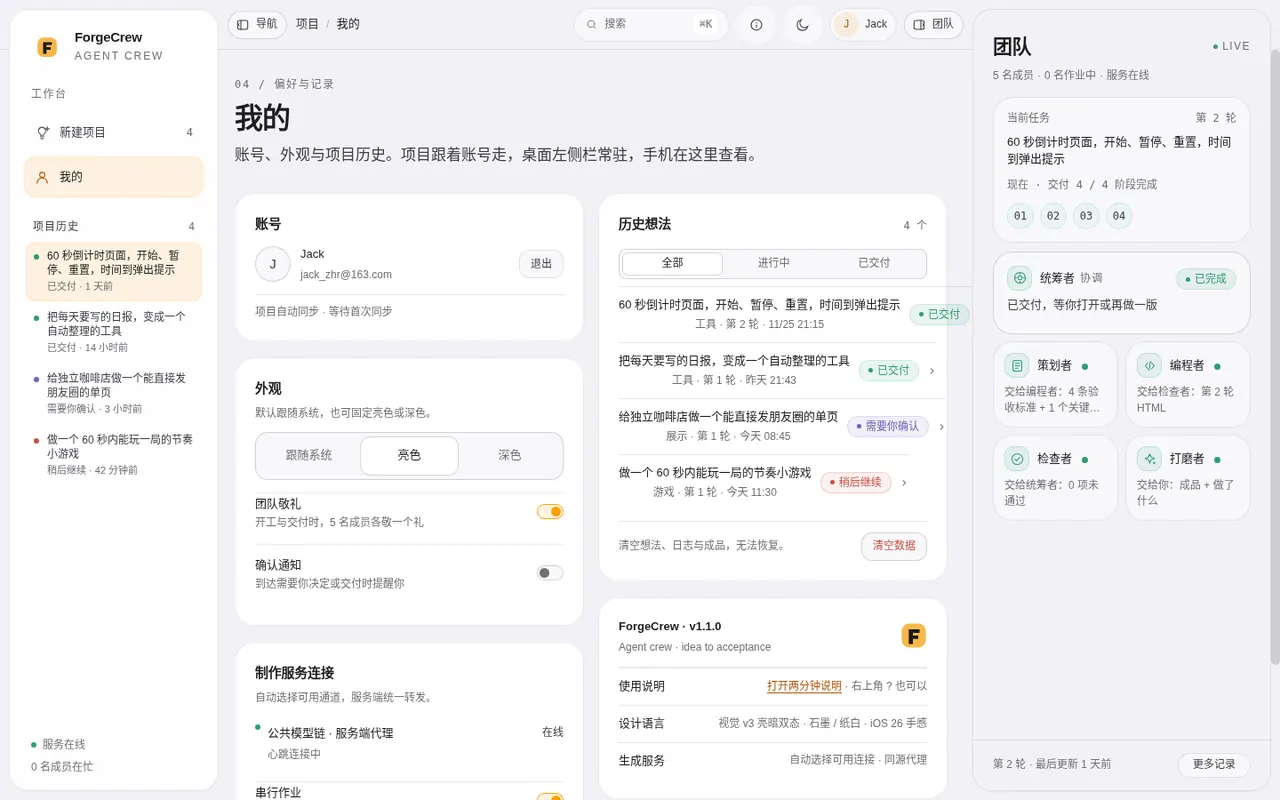 ForgeCrew
AGENT CREW
工作台
新建项目 4
我的
项目历史 4
60 秒倒计时页面，开始、暂
停、重置，时间到弹出提示
已交付 · 1 天前
把每天要写的日报，变成一个
自动整理的工具
已交付 · 14 小时前
给独立咖啡店做一个能直接发
朋友圈的单页
需要你确认 · 3 小时前
做一个 60 秒内能玩一局的节奏
小游戏
稍后继续 · 42 分钟前
服务在线
0 名成员在忙
导航 项目 / 我的 搜索 ⌘K J Jack 团队
04 / 偏好与记录
我的
账号、外观与项目历史。项目跟着账号走，桌面左侧栏常驻，手机在这里查看。
账号
J
Jack
jack_zhr@163.com
退出
项目自动同步 · 等待首次同步
外观
默认跟随系统，也可固定亮色或深色。
跟随系统 亮色 深色
团队敬礼
开工与交付时，5 名成员各敬一个礼
确认通知
到达需要你决定或交付时提醒你
制作服务连接
自动选择可用通道，服务端统一转发。
公共模型链 · 服务端代理 在线
心跳连接中
串行作业
历史想法 4 个
全部 进行中 已交付
60 秒倒计时页面，开始、暂停、重置，时间到弹出提示
工具 · 第 2 轮 · 11/25 21:15
已交付
把每天要写的日报，变成一个自动整理的工具
工具 · 第 1 轮 · 昨天 21:43
已交付 ›
给独立咖啡店做一个能直接发朋友圈的单页
展示 · 第 1 轮 · 今天 08:45
需要你确认 ›
做一个 60 秒内能玩一局的节奏小游戏
游戏 · 第 1 轮 · 今天 11:30
稍后继续 ›
清空想法、日志与成品，无法恢复。 清空数据
ForgeCrew · v1.1.0
Agent crew · idea to acceptance
F
使用说明 打开两分钟说明 · 右上角 ? 也可以
设计语言 视觉 v3 亮暗双态 · 石墨 / 纸白 · iOS 26 手感
生成服务 自动选择可用连接 · 同源代理
团队 LIVE
5 名成员 · 0 名作业中 · 服务在线
当前任务 第 2 轮
60 秒倒计时页面，开始、暂停、重置，时间
到弹出提示
现在 · 交付 4 / 4 阶段完成
01 02 03 04
统筹者 协调 已完成
已交付，等你打开或再做一版
策划者
交给编程者：4 条验
收标准 + 1 个关键…
编程者
交给检查者：第 2 轮
HTML
检查者
交给统筹者：0 项未
通过
打磨者
交给你：成品 + 做了
什么
第 2 轮 · 最后更新 1 天前 更多记录